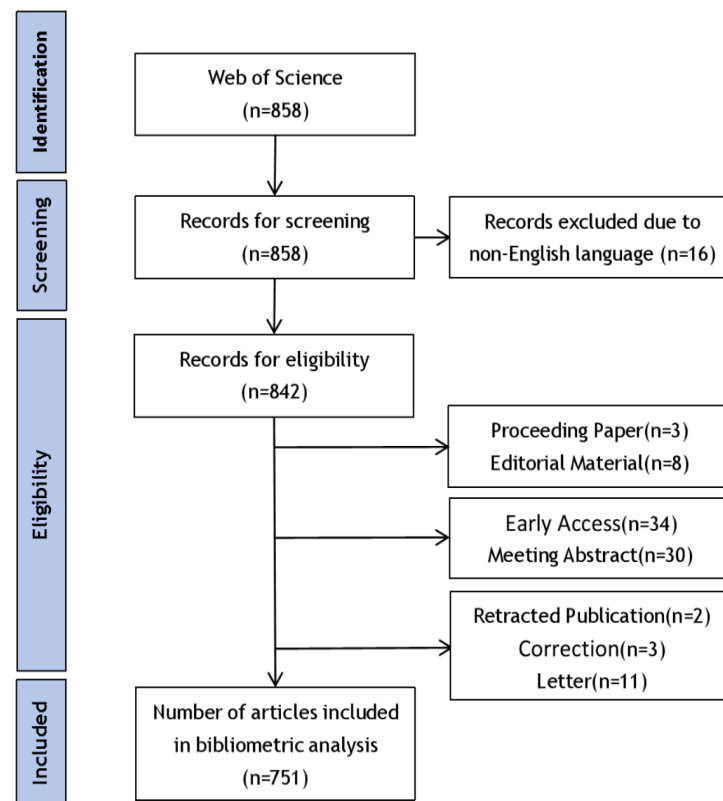 Identification
Web of Science
(n=858)
Screening
Records for screening
(n=858)
Records excluded due to
non-English language (n=16)
Eligibility
Records for eligibility
(n=842)
Proceeding Paper(n=3)
Editorial Material(n=8)
Early Access(n=34)
Meeting Abstract(n=30)
Retracted Publication(n=2)
Correction(n=3)
Letter(n=11)
Included
Number of articles included
in bibliometric analysis
(n=751)